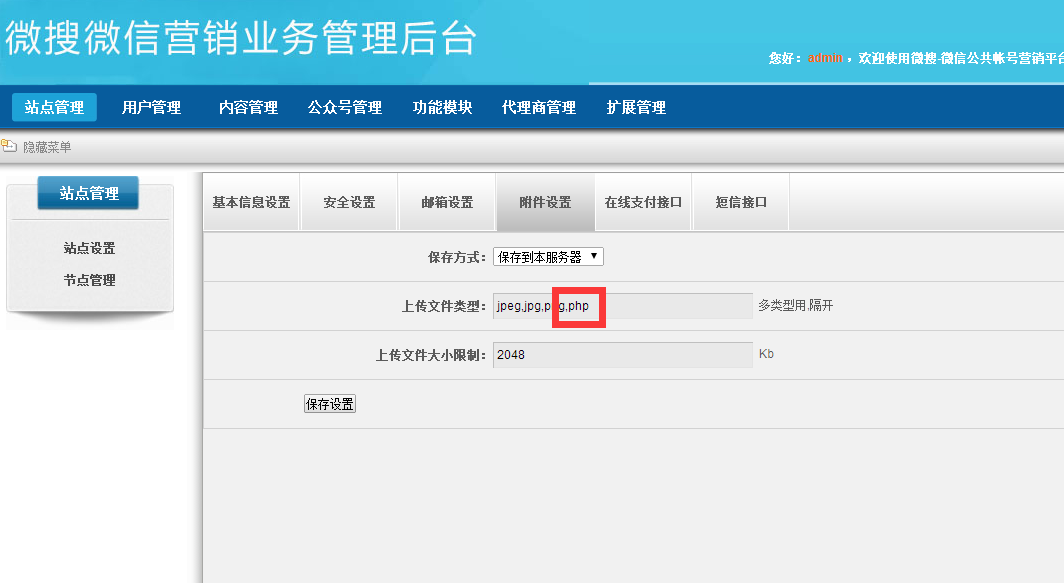 微搜微信营销业务管理后台
您好：admin，欢迎使用微搜-微信公共帐号营销平台
站点管理 用户管理 内容管理 公众号管理 功能模块 代理商管理 扩展管理
隐藏菜单
站点管理
站点设置
节点管理
基本信息设置 安全设置 邮箱设置 附件设置 在线支付接口 短信接口
保存方式： 保存到本服务器
上传文件类型： jpeg,jpg,png,php 多类型用,隔开
上传文件大小限制： 2048 Kb
保存设置